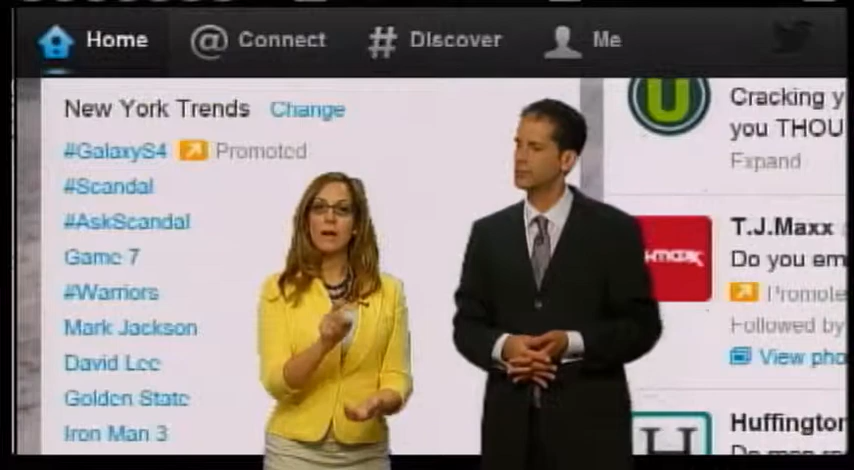 Home @ Connect # Discover Me
New York Trends Change
#GalaxyS4 Promoted
#Scandal
#AskScandal
Game 7
#Warriors
Mark Jackson
David Lee
Golden State
Iron Man 3
U
Cracking y
you THOU
Expand
T.J.Maxx
Do you em
Promote
Followed by
View pho
Huffington
H